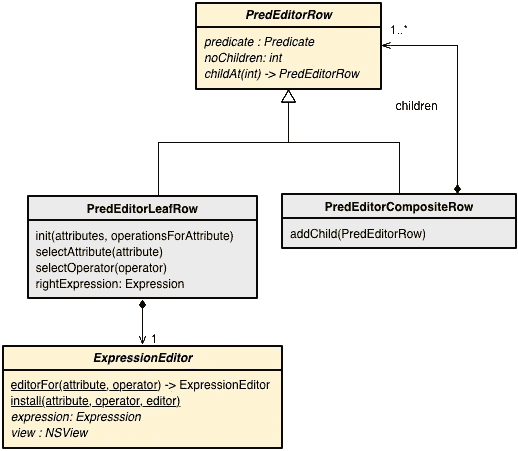 PredEditorRow
predicate : Predicate
noChildren: int
childAt(int) -> PredEditorRow
1..*
children
PredEditorLeafRow
init(attributes, operationsForAttribute)
selectAttribute(attribute)
selectOperator(operator)
rightExpression: Expression
PredEditorCompositeRow
addChild(PredEditorRow)
1
ExpressionEditor
editorFor(attribute, operator) -> ExpressionEditor
install(attribute, operator, editor)
expression: Expresssion
view : NSView